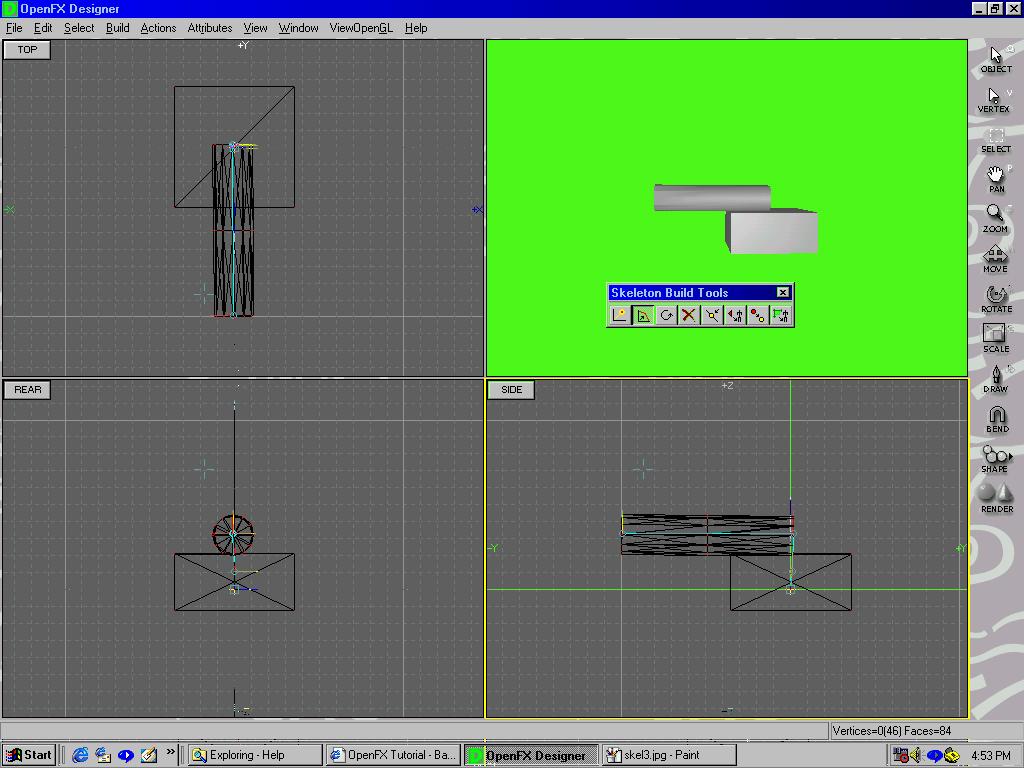 OpenFX Designer
File Edit Select Build Actions Attributes View Window ViewOpenGL Help
TOP
+Y
-X
+X
Skeleton Build Tools
REAR
SIDE
+Z
-Y
+Y
OBJECT
VERTEX
SELECT
PAN
ZOOM
MOVE
ROTATE
SCALE
DRAW
BEND
SHAPE
RENDER
Vertices=0(46) Faces=84
Start
Exploring - Help
OpenFX Tutorial - Ba...
OpenFX Designer
skel3.jpg - Paint
4:53 PM